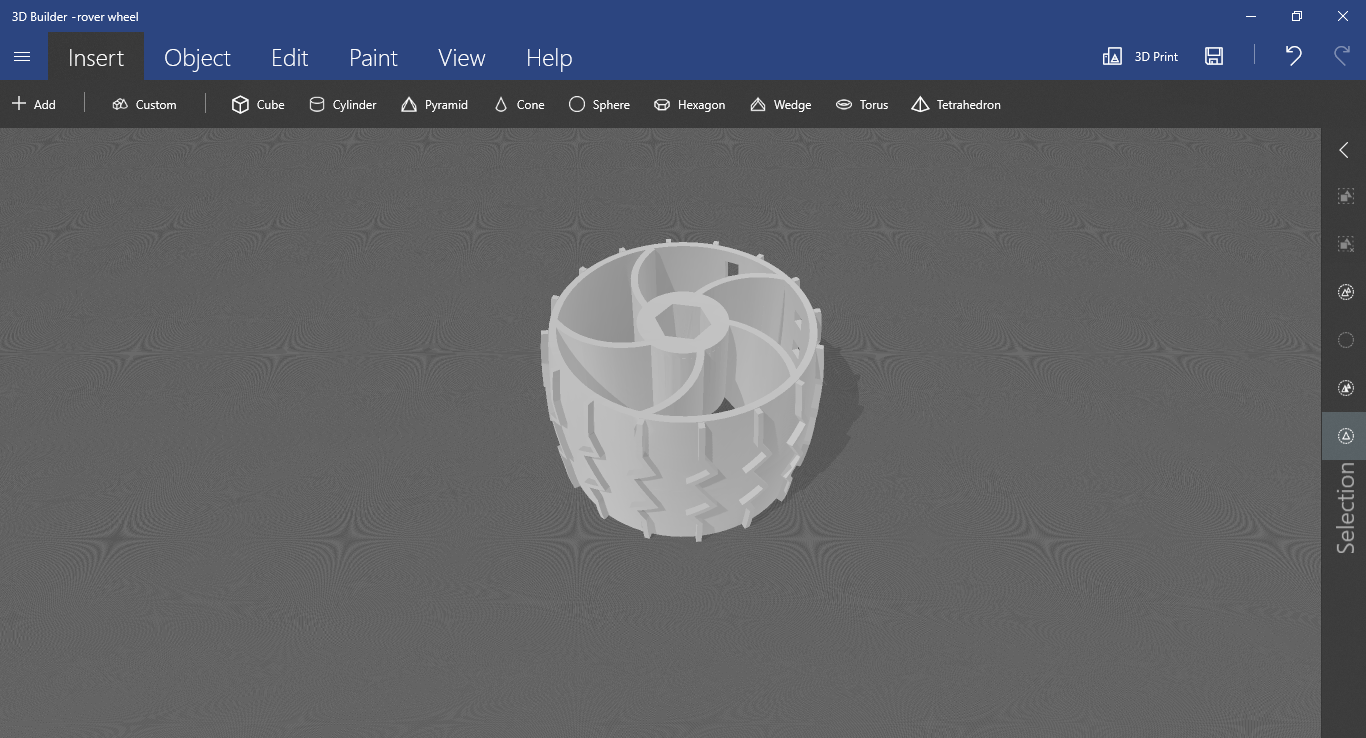 3D Builder -rover wheel
Insert Object Edit Paint View Help 3D Print
Add Custom Cube Cylinder Pyramid Cone Sphere Hexagon Wedge Torus Tetrahedron
Selection